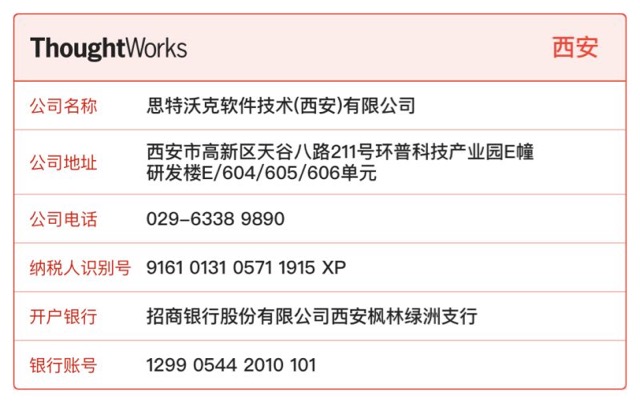 ThoughtWorks 西安
公司名称 思特沃克软件技术(西安)有限公司
公司地址 西安市高新区天谷八路211号环普科技产业园E幢
研发楼E/604/605/606单元
公司电话 029-6338 9890
纳税人识别号 9161 0131 0571 1915 XP
开户银行 招商银行股份有限公司西安枫林绿洲支行
银行账号 1299 0544 2010 101